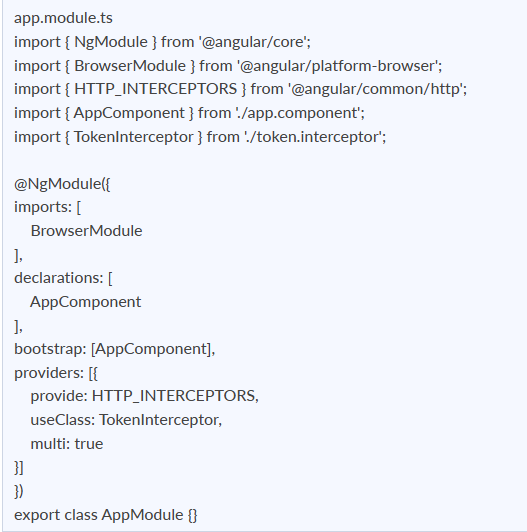 app.module.ts
import { NgModule } from '@angular/core';
import { BrowserModule } from '@angular/platform-browser';
import { HTTP_INTERCEPTORS } from '@angular/common/http';
import { AppComponent } from './app.component';
import { TokenInterceptor } from './token.interceptor';

@NgModule({
imports: [
    BrowserModule
],
declarations: [
    AppComponent
],
bootstrap: [AppComponent],
providers: [{
    provide: HTTP_INTERCEPTORS,
    useClass: TokenInterceptor,
    multi: true
}]
})
export class AppModule {}